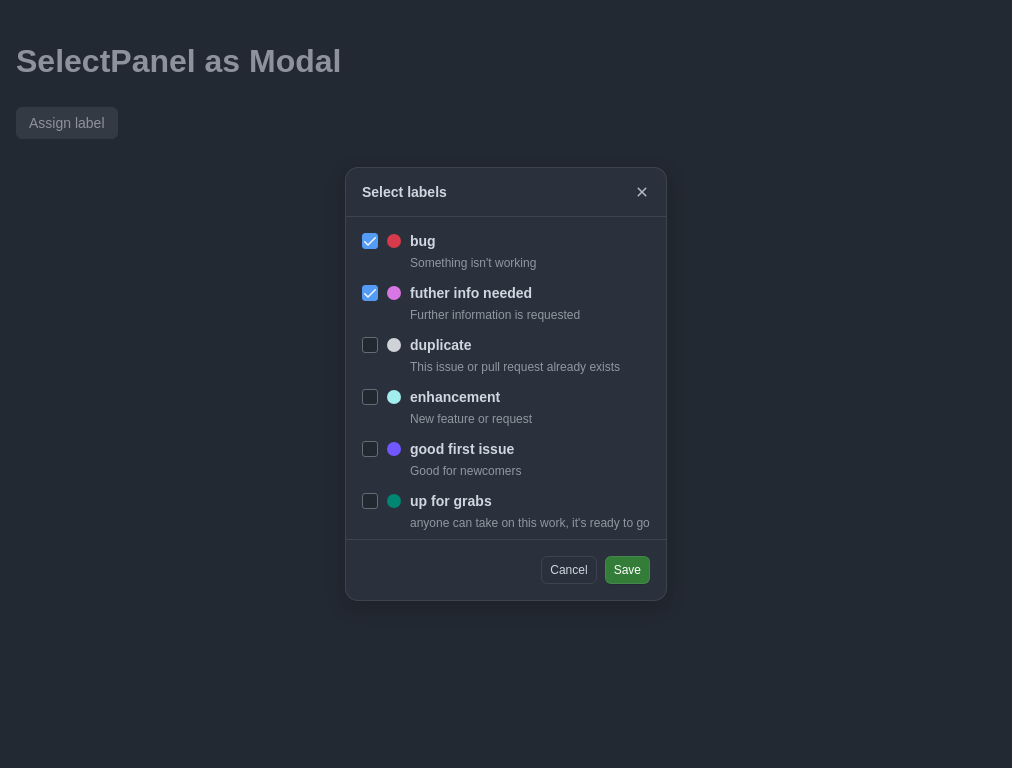 SelectPanel as Modal
Assign label
Select labels
bug
Something isn't working
futher info needed
Further information is requested
duplicate
This issue or pull request already exists
enhancement
New feature or request
good first issue
Good for newcomers
up for grabs
anyone can take on this work, it's ready to go
Cancel Save